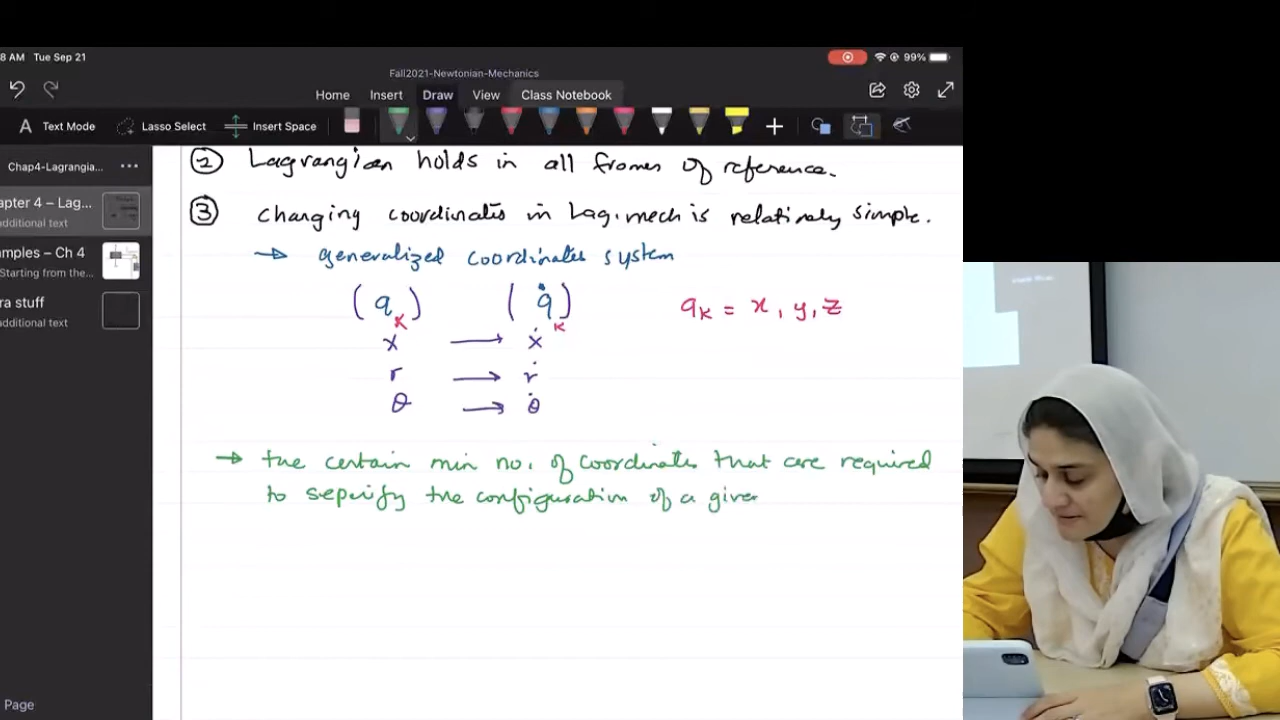 8 AM Tue Sep 21
99%
Fall2021-Newtonian-Mechanics
Home Insert Draw View Class Notebook
A Text Mode Lasso Select Insert Space
Chap4-Lagrangia... ...
apter 4 – Lag...
additional text
mples – Ch 4
Starting from the...
ra stuff
additional text
Page
② Lagrangian holds in all frames of reference.
③ changing coordinates in Lag. mech is relatively simple.
→ generalized coordinates system
(q_k) (q̇_k) q_k = x, y, z
x → ẋ
r → ṙ
θ → θ̇
→ the certain min no. of coordinates that are required
to sepcify the configuration of a given